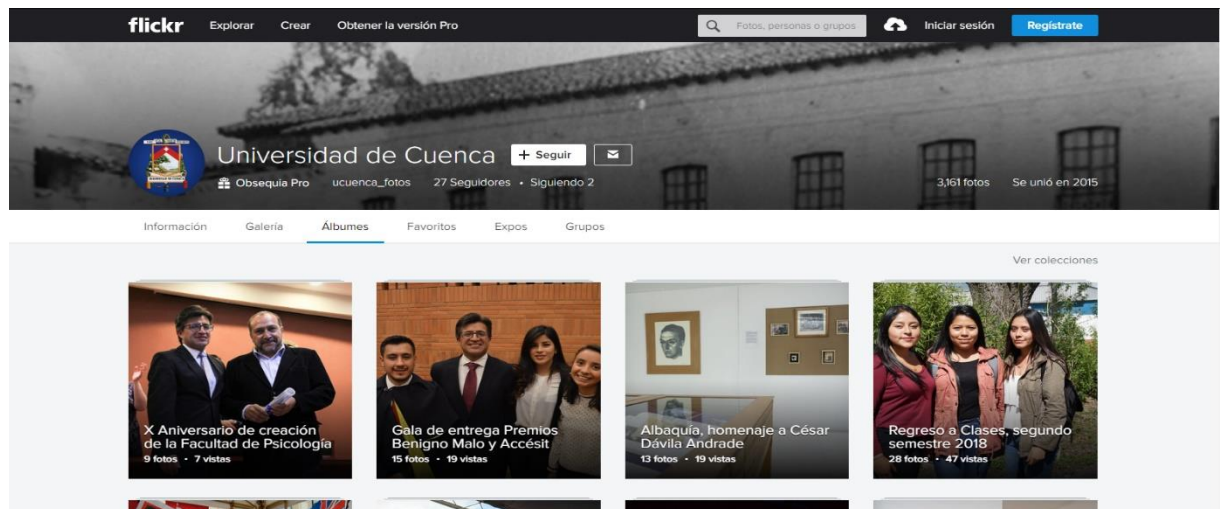 flickr Explorar Crear Obtener la versión Pro Fotos, personas o grupos Iniciar sesión Regístrate
Universidad de Cuenca + Seguir
Obsequia Pro ucuenca_fotos 27 Seguidores • Siguiendo 2 3,161 fotos Se unió en 2015
Información Galería Álbumes Favoritos Expos Grupos
Ver colecciones
X Aniversario de creación
de la Facultad de Psicología
9 fotos · 7 vistas
Gala de entrega Premios
Benigno Malo y Accésit
15 fotos · 19 vistas
Albaquía, homenaje a César
Dávila Andrade
13 fotos · 19 vistas
Regreso a Clases, segundo
semestre 2018
28 fotos · 47 vistas